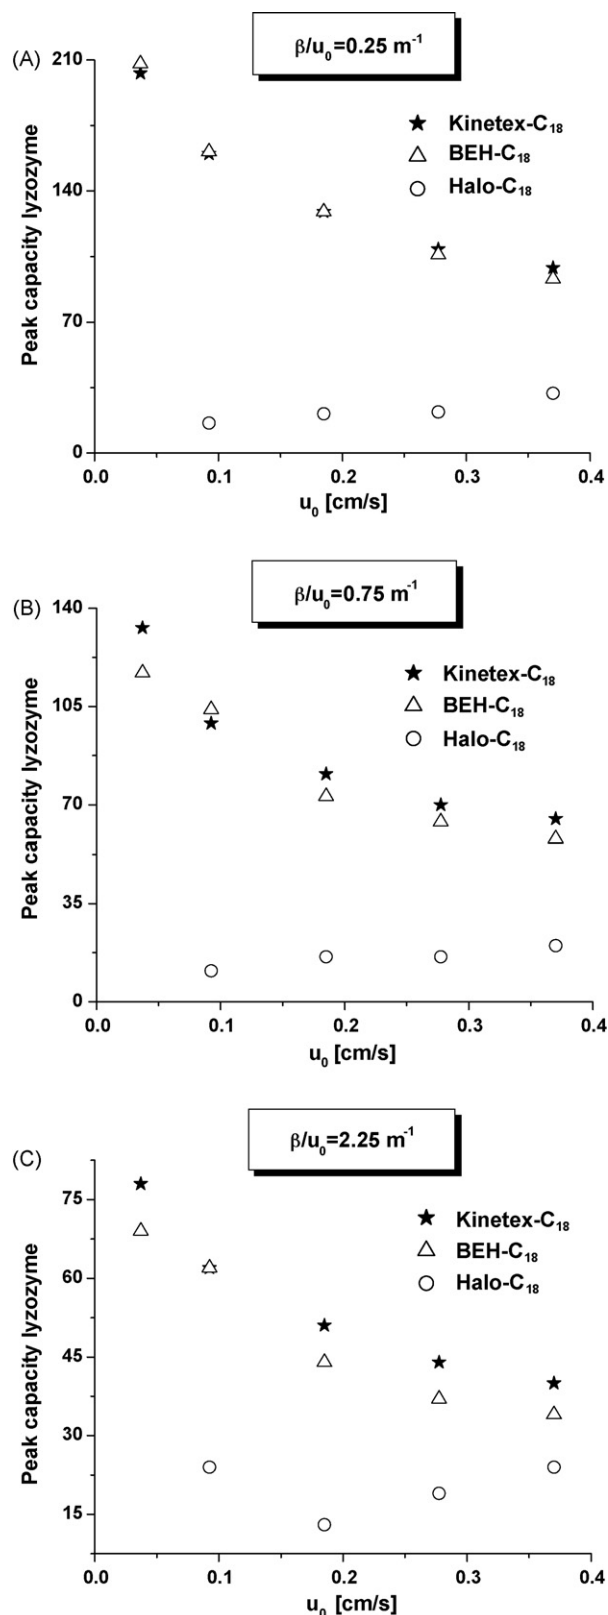 (A)
β/u₀=0.25 m⁻¹
Peak capacity lyzozyme
210
140
70
0
Kinetex-C₁₈
BEH-C₁₈
Halo-C₁₈
0.0 0.1 0.2 0.3 0.4
u₀ [cm/s]
(B)
β/u₀=0.75 m⁻¹
Peak capacity lyzozyme
140
105
70
35
0
Kinetex-C₁₈
BEH-C₁₈
Halo-C₁₈
0.0 0.1 0.2 0.3 0.4
u₀ [cm/s]
(C)
β/u₀=2.25 m⁻¹
Peak capacity lyzozyme
75
60
45
30
15
Kinetex-C₁₈
BEH-C₁₈
Halo-C₁₈
0.0 0.1 0.2 0.3 0.4
u₀ [cm/s]